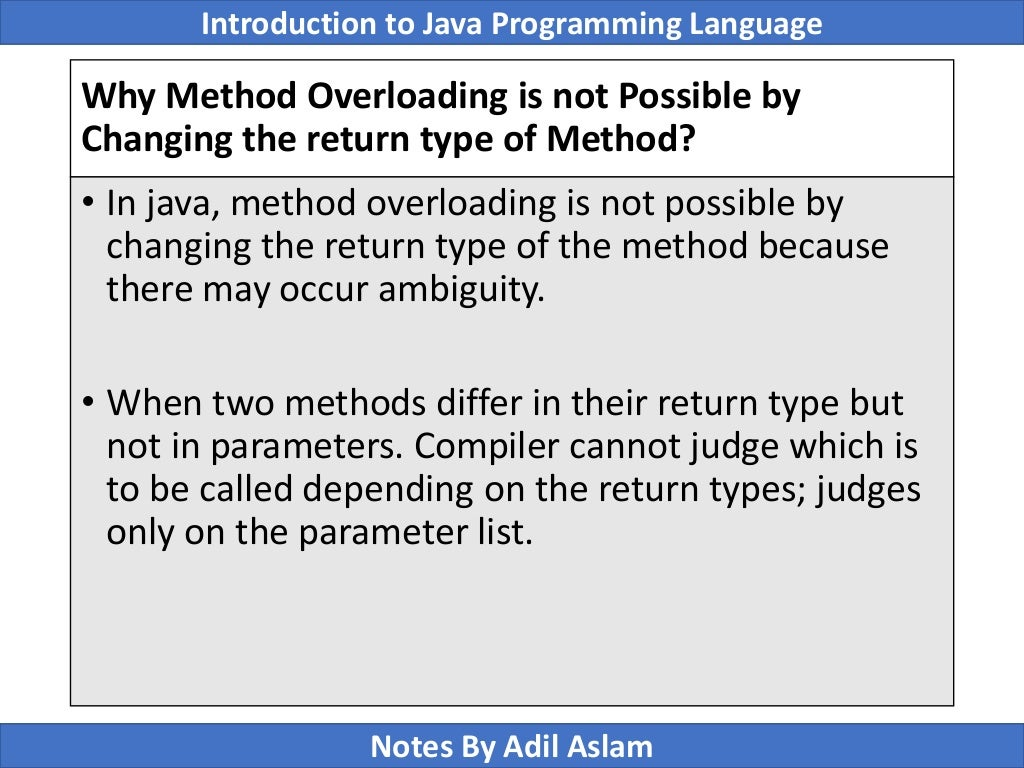 Introduction to Java Programming Language
Why Method Overloading is not Possible by
Changing the return type of Method?
• In java, method overloading is not possible by
changing the return type of the method because
there may occur ambiguity.
• When two methods differ in their return type but
not in parameters. Compiler cannot judge which is
to be called depending on the return types; judges
only on the parameter list.
Notes By Adil Aslam